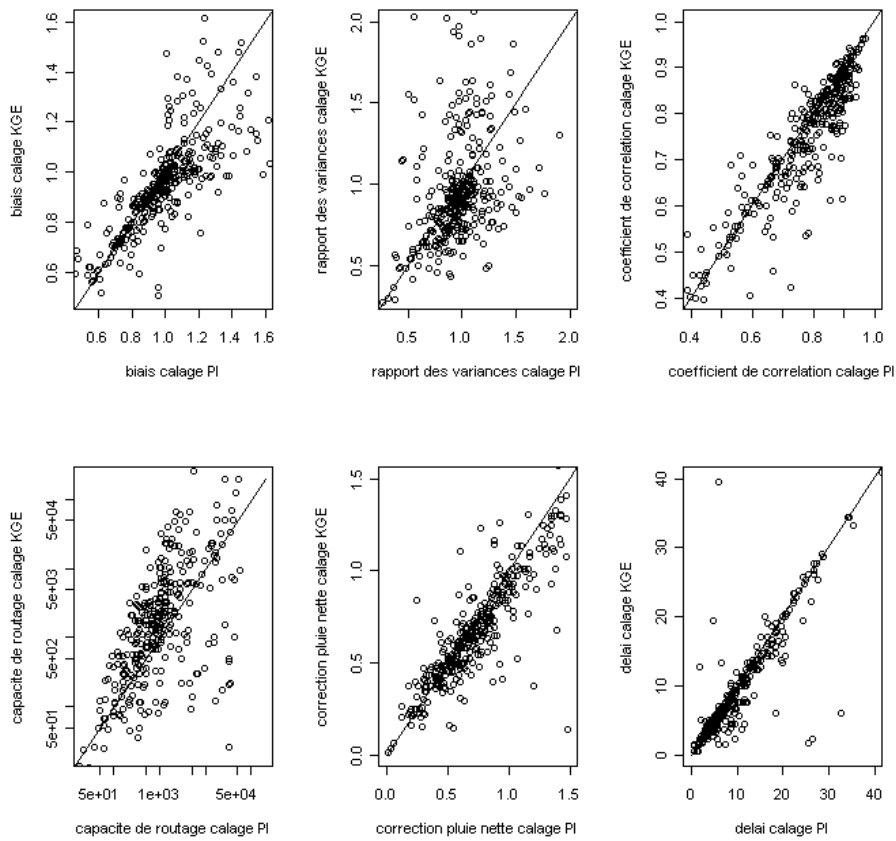 biais calage KGE
0.6 0.8 1.0 1.2 1.4 1.6
0.6 0.8 1.0 1.2 1.4 1.6
biais calage PI
rapport des variances calage KGE
0.5 1.0 1.5 2.0
0.5 1.0 1.5 2.0
rapport des variances calage PI
coefficient de correlation calage KGE
0.4 0.5 0.6 0.7 0.8 0.9 1.0
0.4 0.5 0.6 0.7 0.8 0.9 1.0
coefficient de correlation calage PI
capacite de routage calage KGE
5e+01 5e+02 5e+03 5e+04
5e+01 1e+03 5e+04
capacite de routage calage PI
correction pluie nette calage KGE
0.0 0.5 1.0 1.5
0.0 0.5 1.0 1.5
correction pluie nette calage PI
delai calage KGE
0 10 20 30 40
0 10 20 30 40
delai calage PI